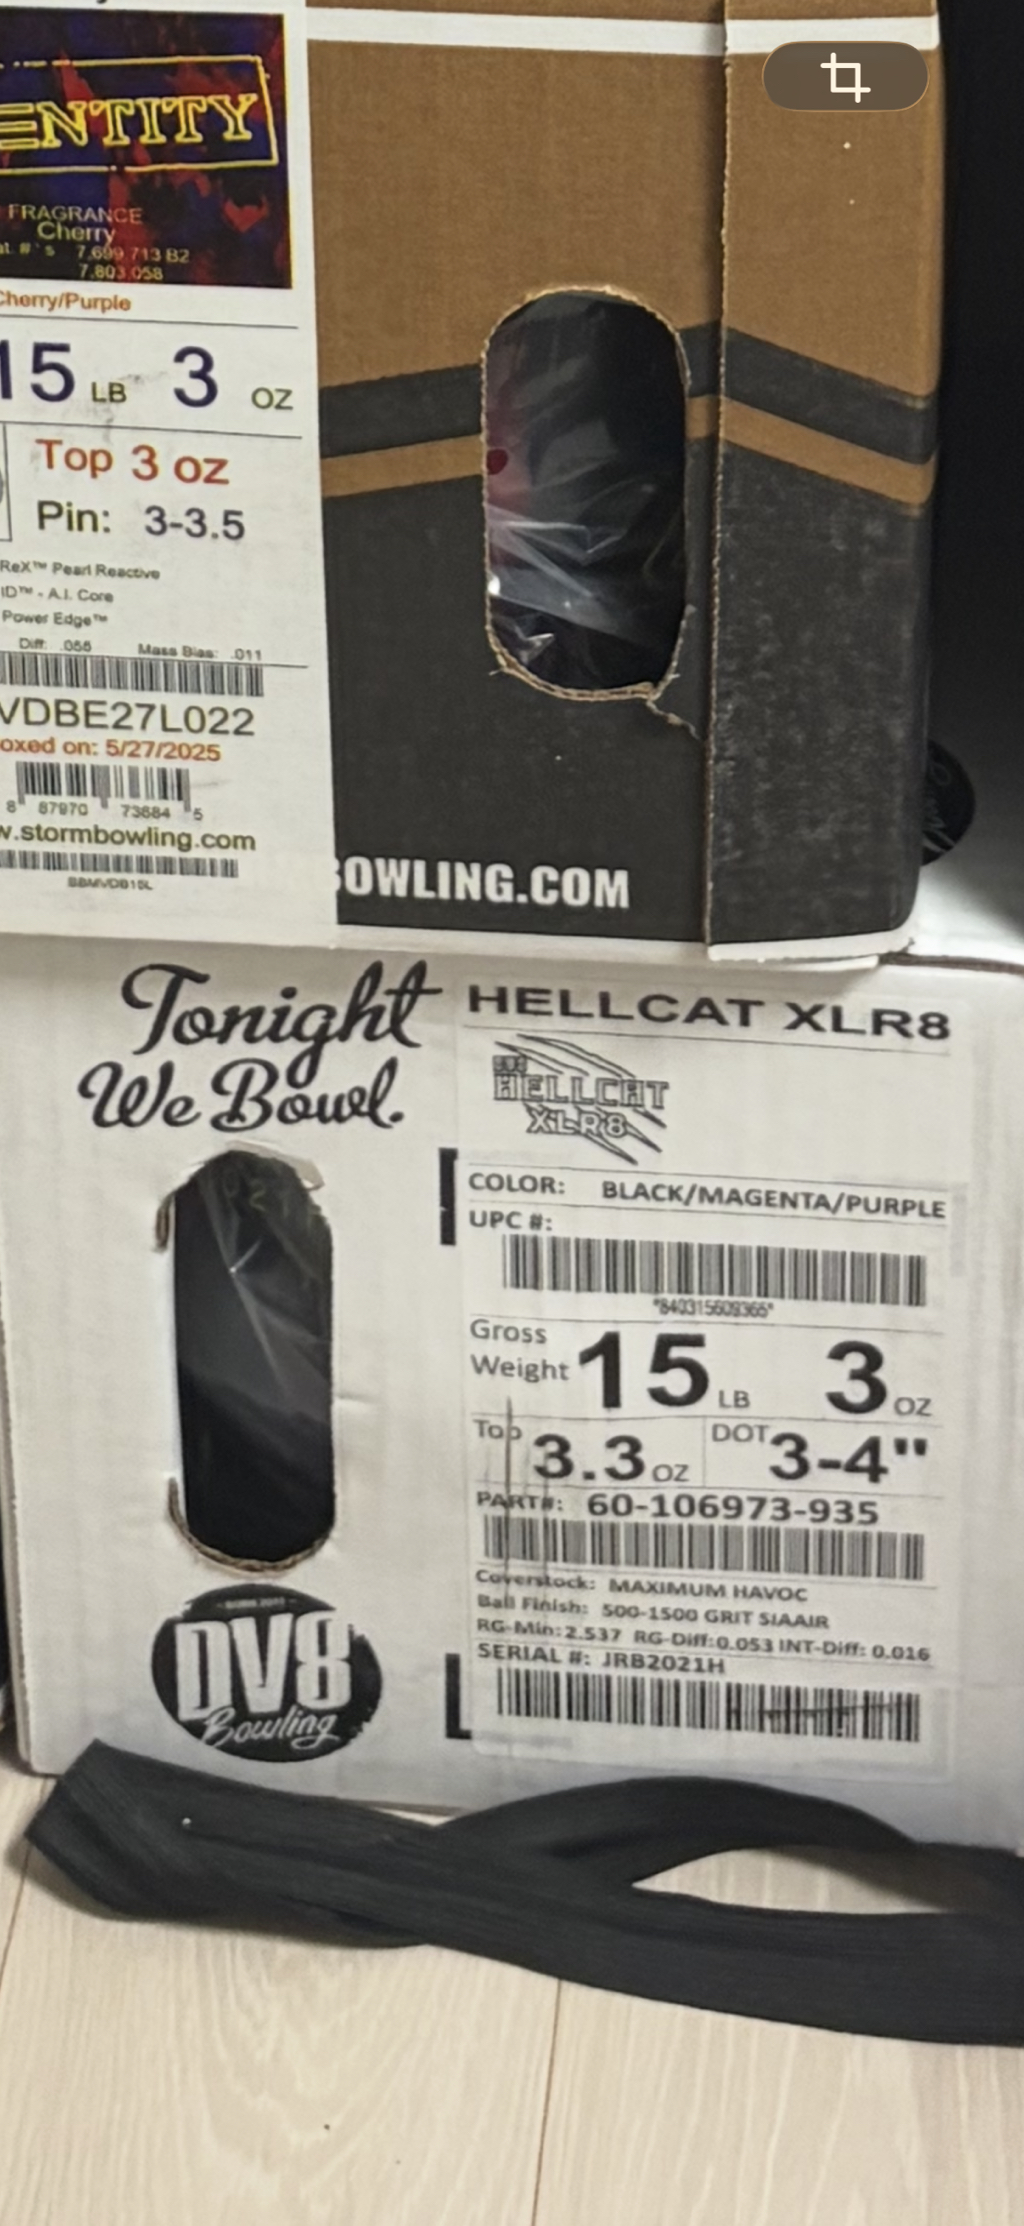 ENTITY
FRAGRANCE
Cherry
at. #'s 7,699,713 B2
7,803,058
Cherry/Purple
15 LB 3 OZ
Top 3 oz
Pin: 3-3.5
ReX™ Pearl Reactive
ID™ - A.I. Core
Power Edge™
Diff: .055 Mass Bias: .011
VDBE27L022
oxed on: 5/27/2025
8 87970 73684 5
w.stormbowling.com
BBMVDB15L
BOWLING.COM
Tonight
We Bowl.
HELLCAT XLR8
HELLCAT
XLR8
COLOR: BLACK/MAGENTA/PURPLE
UPC #:
*840315609365*
Gross
Weight 15 LB 3 OZ
Top 3.3 OZ DOT 3-4"
PART#: 60-106973-935
Coverstock: MAXIMUM HAVOC
Ball Finish: 500-1500 GRIT SIAAIR
RG-Min: 2.537 RG-Diff: 0.053 INT-Diff: 0.016
SERIAL #: JRB2021H
DV8
Bowling